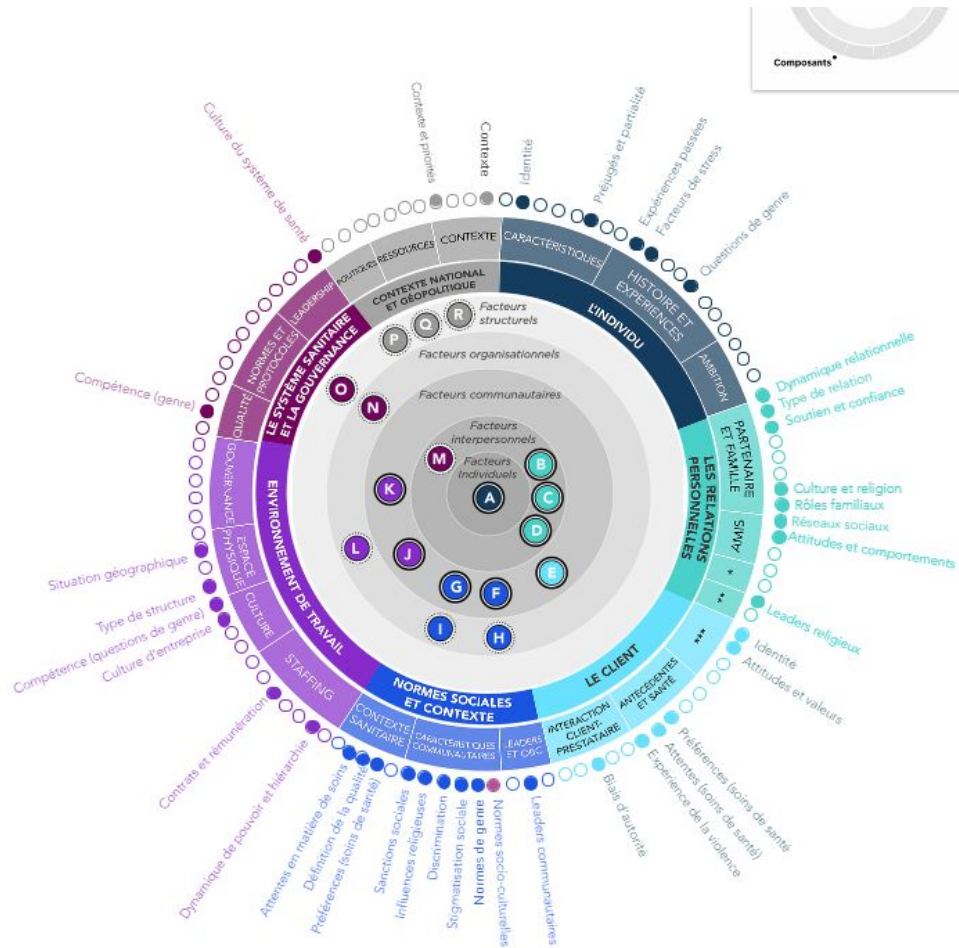 Composants
Culture du système de santé
Contexte et priorités
Contexte
Identité
Préjugés et partialité
Expériences passées
Facteurs de stress
Questions de genre
Dynamique relationnelle
Type de relation
Soutien et confiance
Culture et religion
Rôles familiaux
Réseaux sociaux
Attitudes et comportements
Leaders religieux
Identité
Attitudes et valeurs
Préférences (soins de santé
Attentes (soins de santé)
Expérience de la violence
Biais d'autorité
Leaders communautaires
Normes socio-culturelles
Normes de genre
Stigmatisation sociale
Discrimination
Influences religieuses
Sanctions sociales
Préférences (soins de santé)
Définition de la qualité
Attentes en matière de soins
Dynamique de pouvoir et hiérarchie
Contrats et rémunération
Culture d'entreprise
Compétence (questions de genre)
Type de structure
Situation géographique
Compétence (genre)
POLITIQUES
RESSOURCES
CONTEXTE
CARACTÉRISTIQUES
HISTOIRE ET
EXPÉRIENCES
AMBITION
PARTENAIRE
ET FAMILLE
AMIS
*
**
***
ANTÉCÉDENTES
ET SANTÉ
INTERACTION
CLIENT-
PRESTATAIRE
LEADERS
ET OBC
CARACTÉRISTIQUES
COMMUNAUTAIRES
CONTEXTE
SANITAIRE
STAFFING
CULTURE
ESPACE
PHYSIQUE
GOUVERNANCE
QUALITÉ
NORMES ET
PROTOCOLES
LEADERSHIP
CONTEXTE NATIONAL
ET GÉOPOLITIQUE
L'INDIVIDU
LES RELATIONS
PERSONNELLES
LE CLIENT
NORMES SOCIALES
ET CONTEXTE
ENVIRONNEMENT DE TRAVAIL
LE SYSTÈME SANITAIRE
ET LA GOUVERNANCE
Facteurs
structurels
Facteurs organisationnels
Facteurs communautaires
Facteurs
interpersonnels
Facteurs
Individuels
R
Q
P
O
N
M
B
K
A
C
D
L
J
E
G
F
I
H